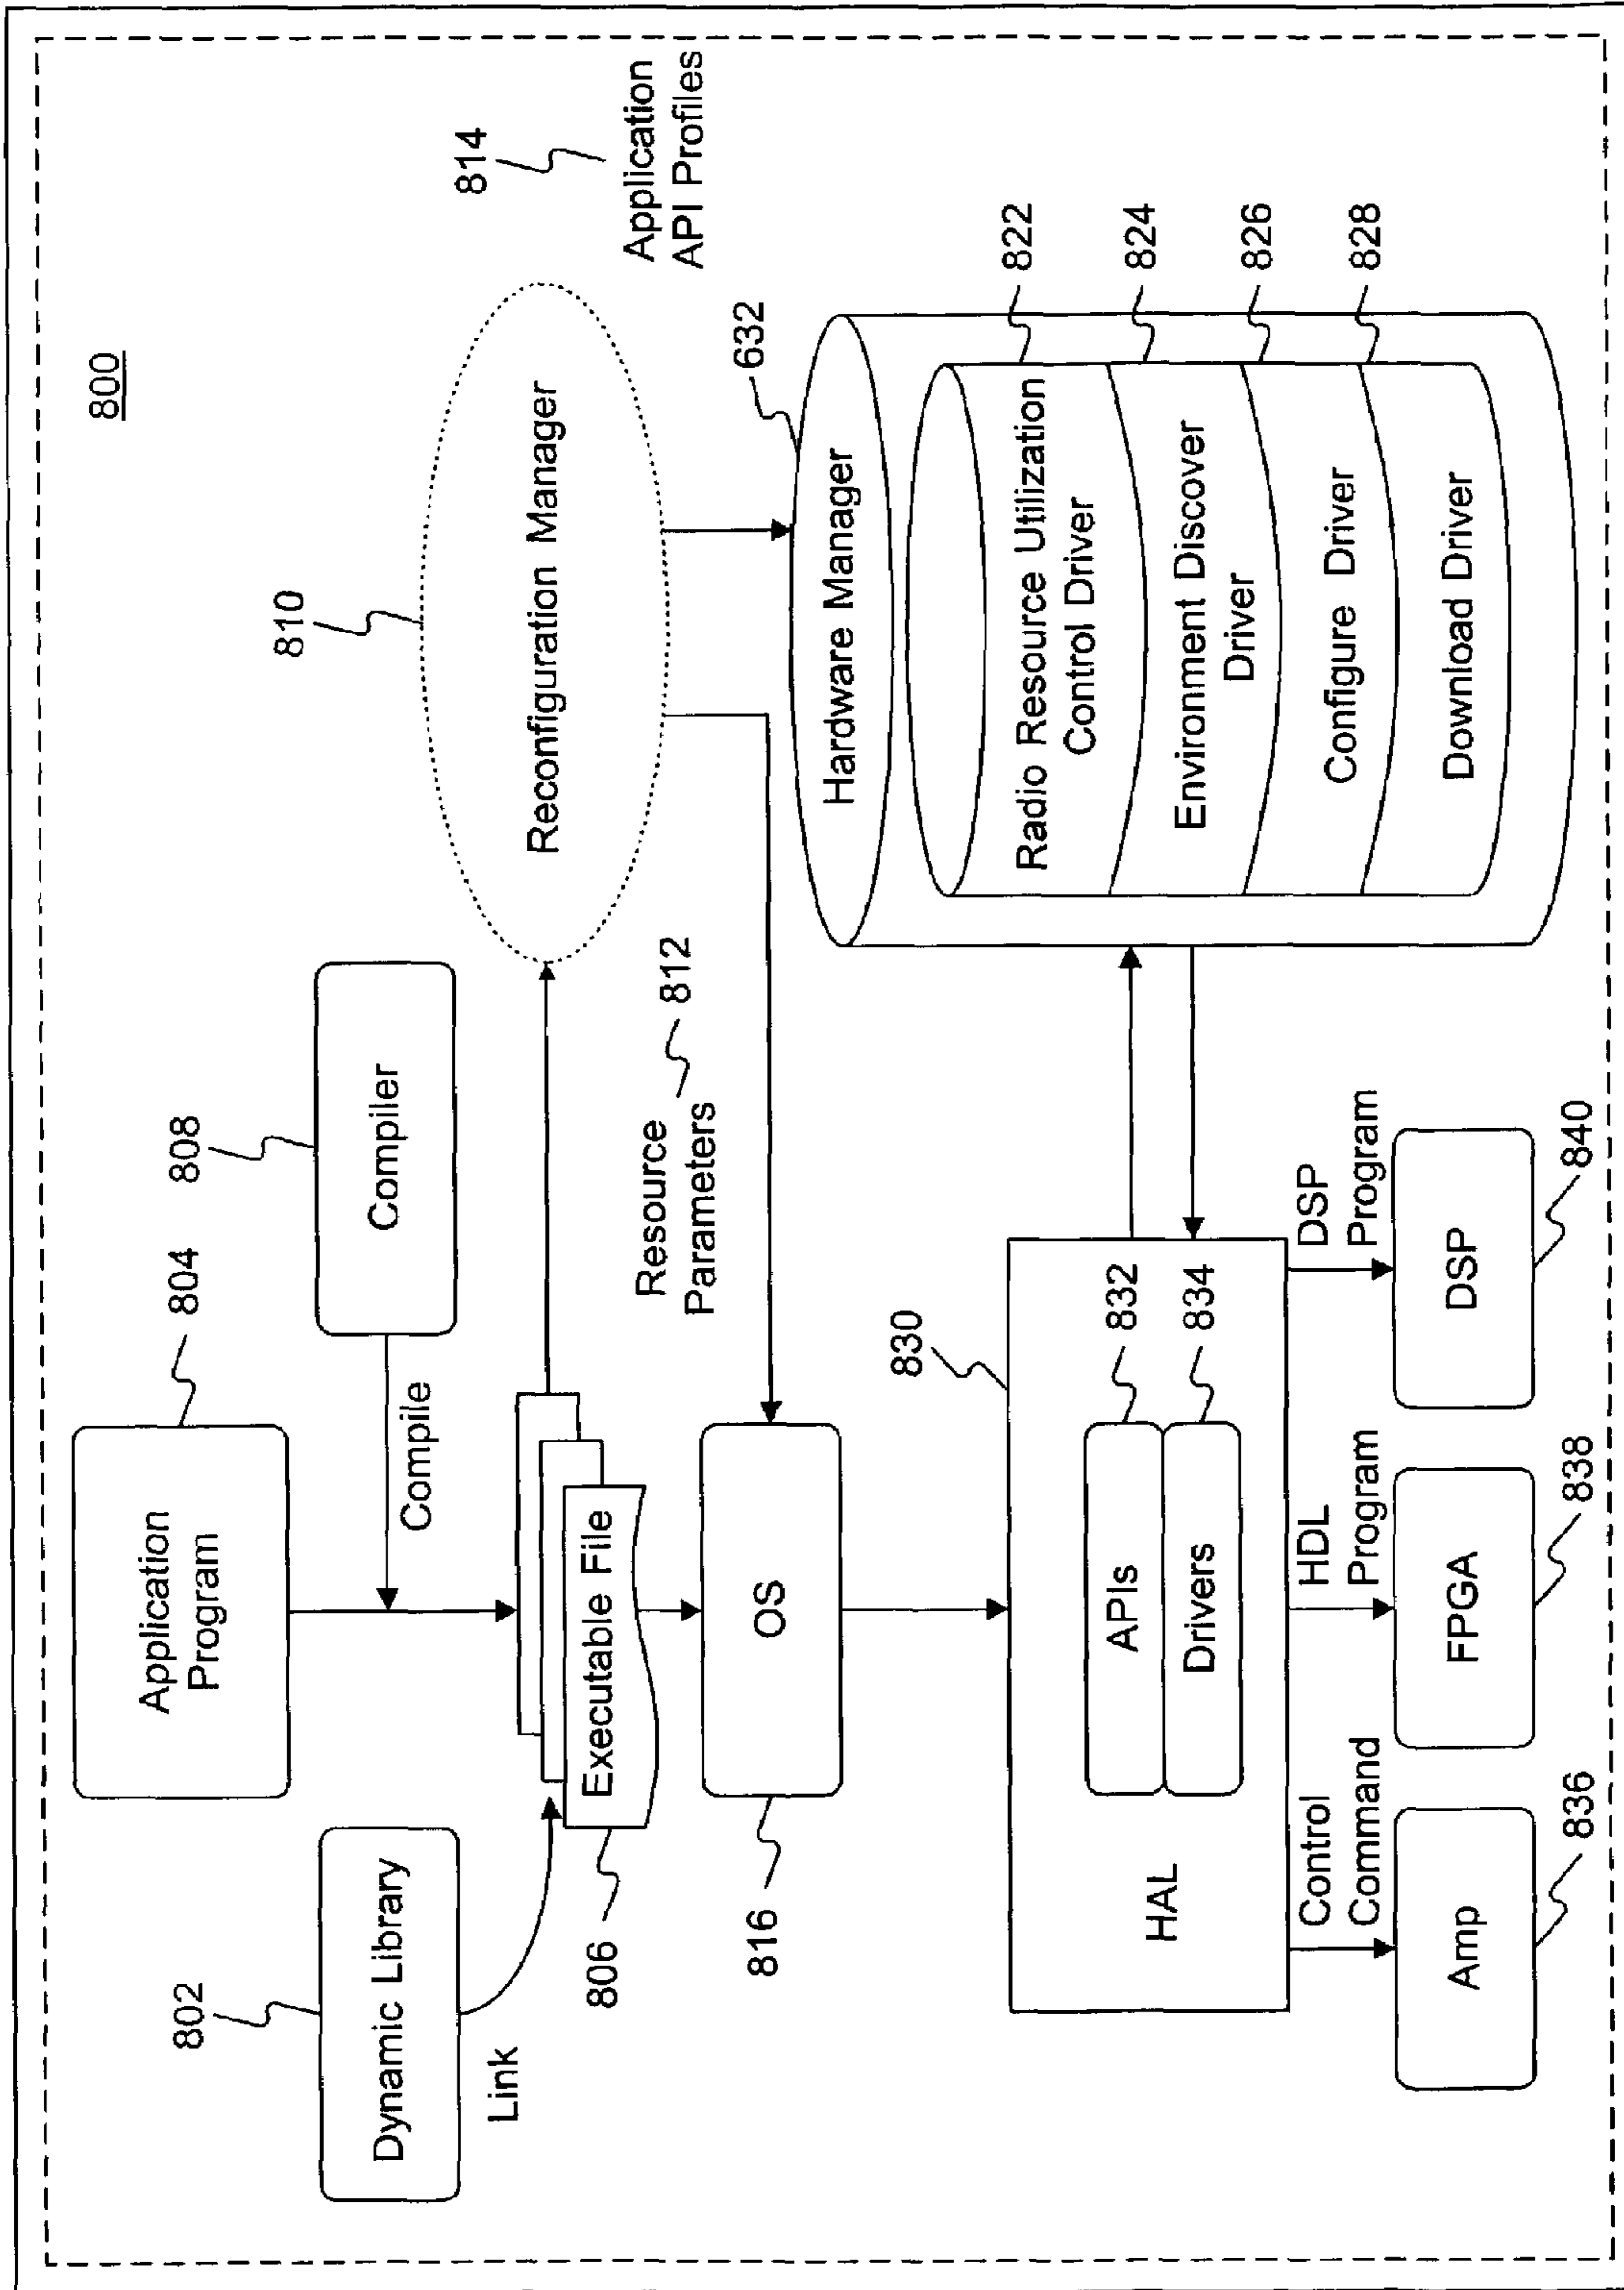 800
804
Application
Program
808
Compiler
Compile
802
Dynamic Library
Link
806
Executable File
810
Reconfiguration Manager
814
Application
API Profiles
Resource
Parameters
812
816
OS
632
Hardware Manager
Radio Resource Utilization
Control Driver
822
Environment Discover
Driver
824
Configure Driver
826
Download Driver
828
830
HAL
APIs
832
Drivers
834
Control
Command
HDL
Program
DSP
Program
Amp
836
FPGA
838
DSP
840